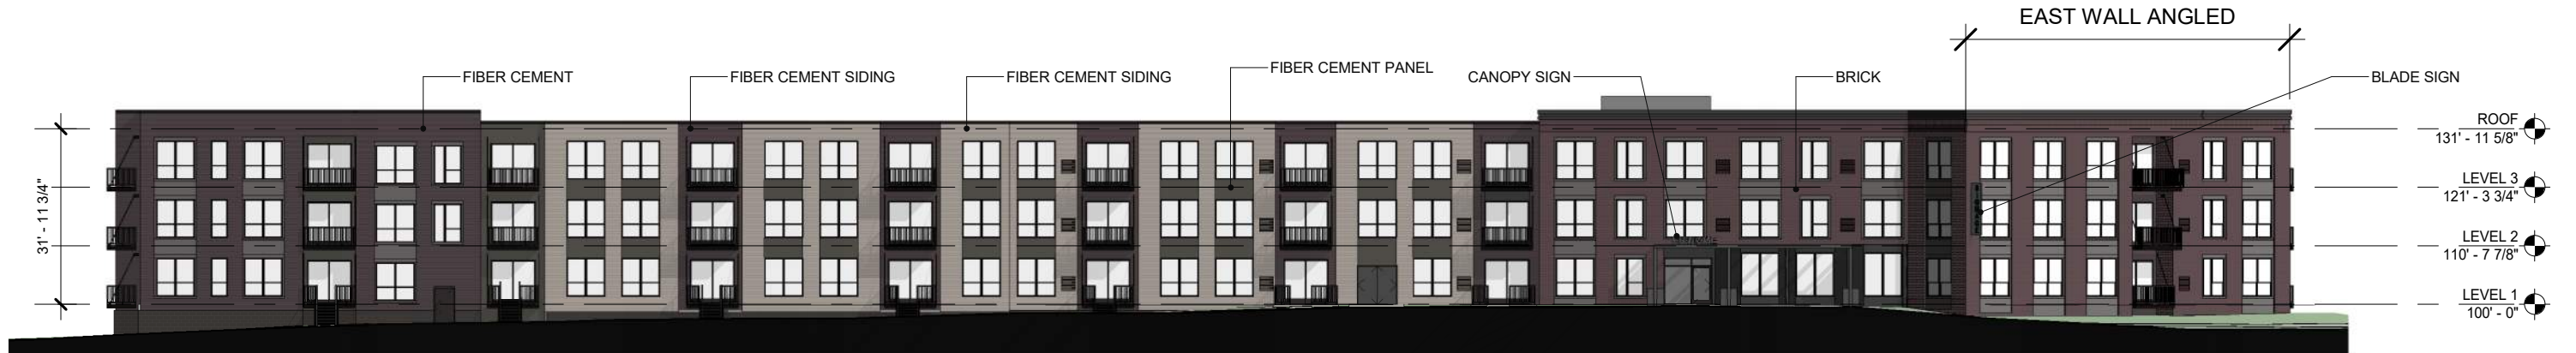 EAST WALL ANGLED
FIBER CEMENT
FIBER CEMENT SIDING
FIBER CEMENT SIDING
FIBER CEMENT PANEL
CANOPY SIGN
BRICK
BLADE SIGN
31' - 11 3/4"
ROOF
131' - 11 5/8"
LEVEL 3
121' - 3 3/4"
LEVEL 2
110' - 7 7/8"
LEVEL 1
100' - 0"